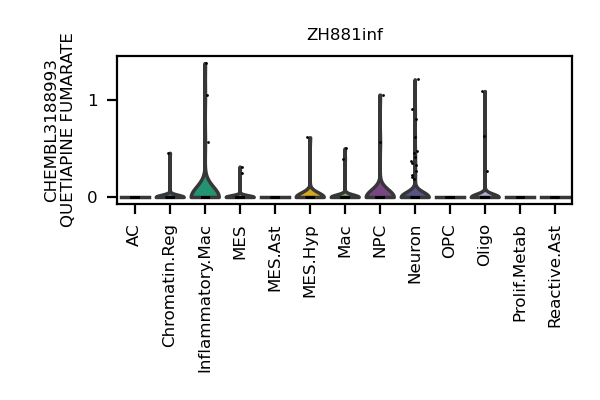 ZH881inf
CHEMBL3188993
QUETIAPINE FUMARATE
1
0
AC
Chromatin.Reg
Inflammatory.Mac
MES
MES.Ast
MES.Hyp
Mac
NPC
Neuron
OPC
Oligo
Prolif.Metab
Reactive.Ast